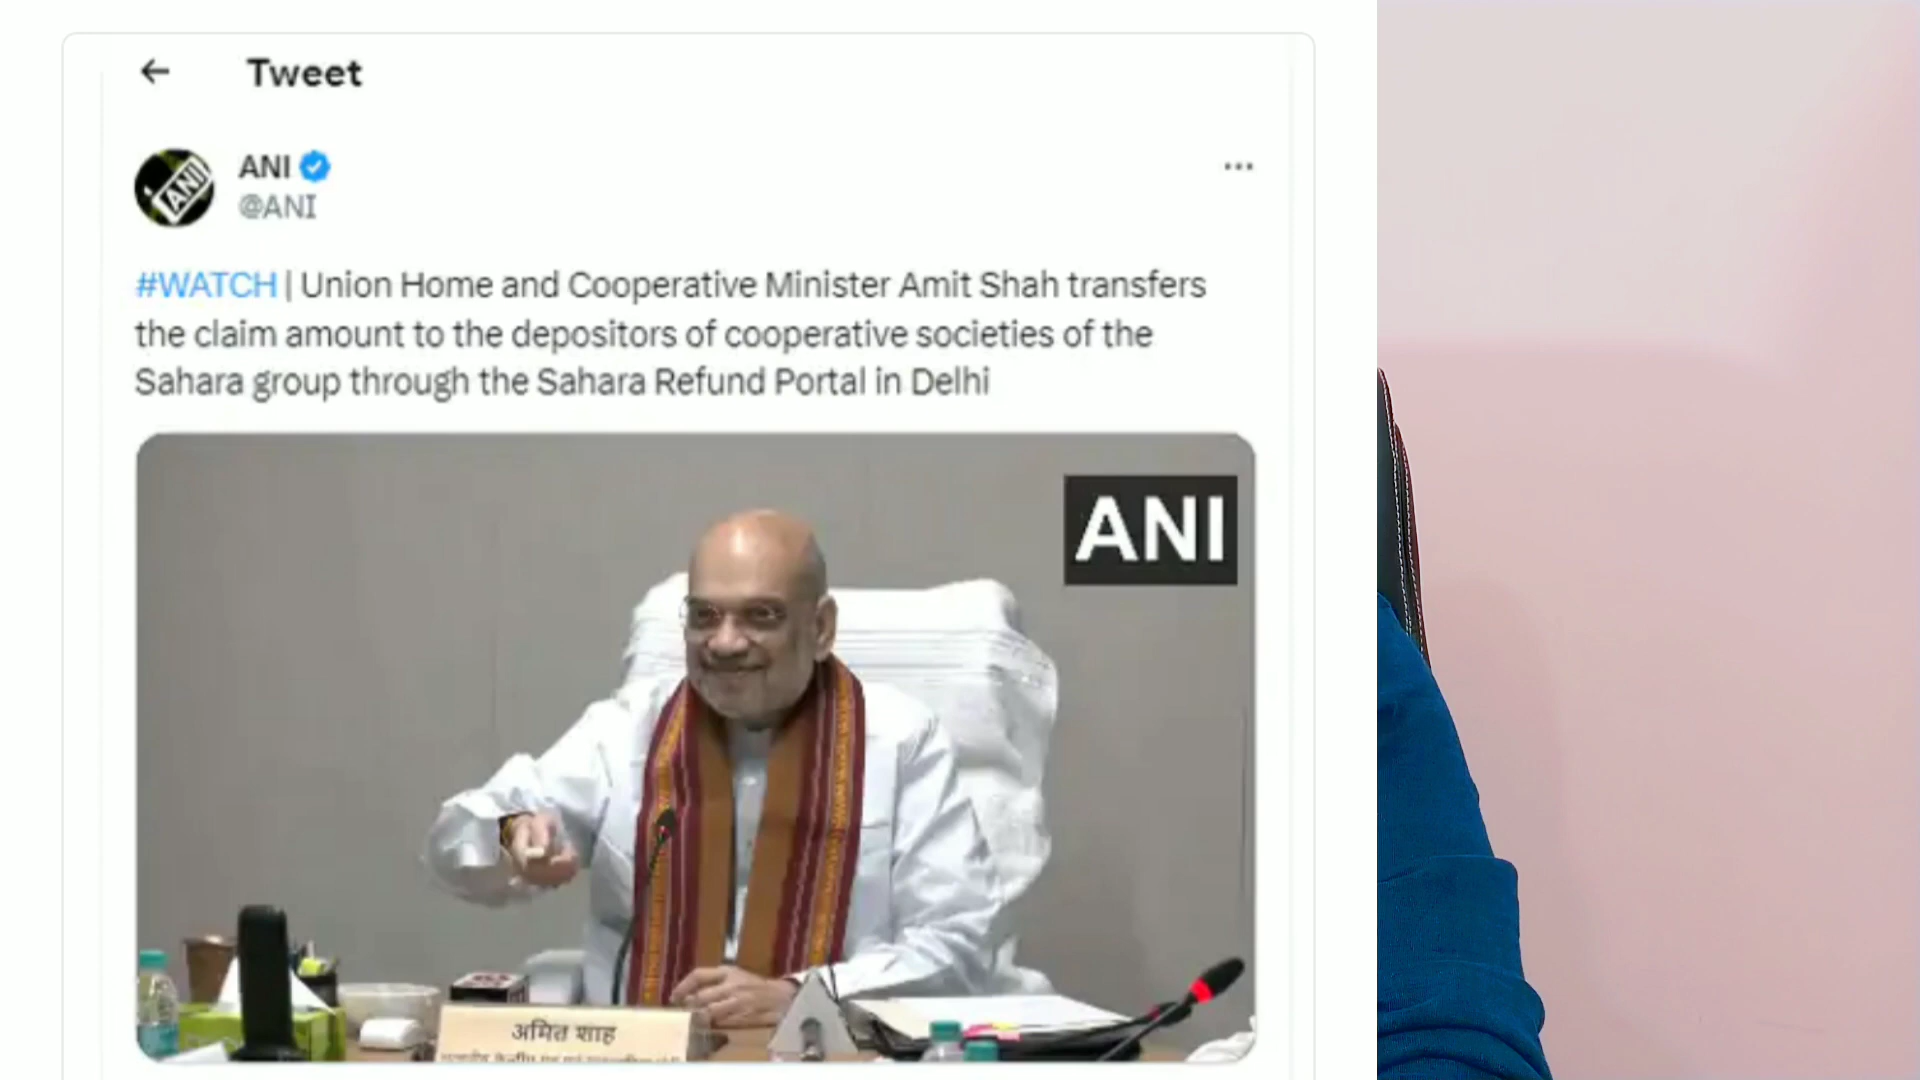 Tweet
ANI
@ANI
#WATCH | Union Home and Cooperative Minister Amit Shah transfers
the claim amount to the depositors of cooperative societies of the
Sahara group through the Sahara Refund Portal in Delhi
ANI
अमित शाह